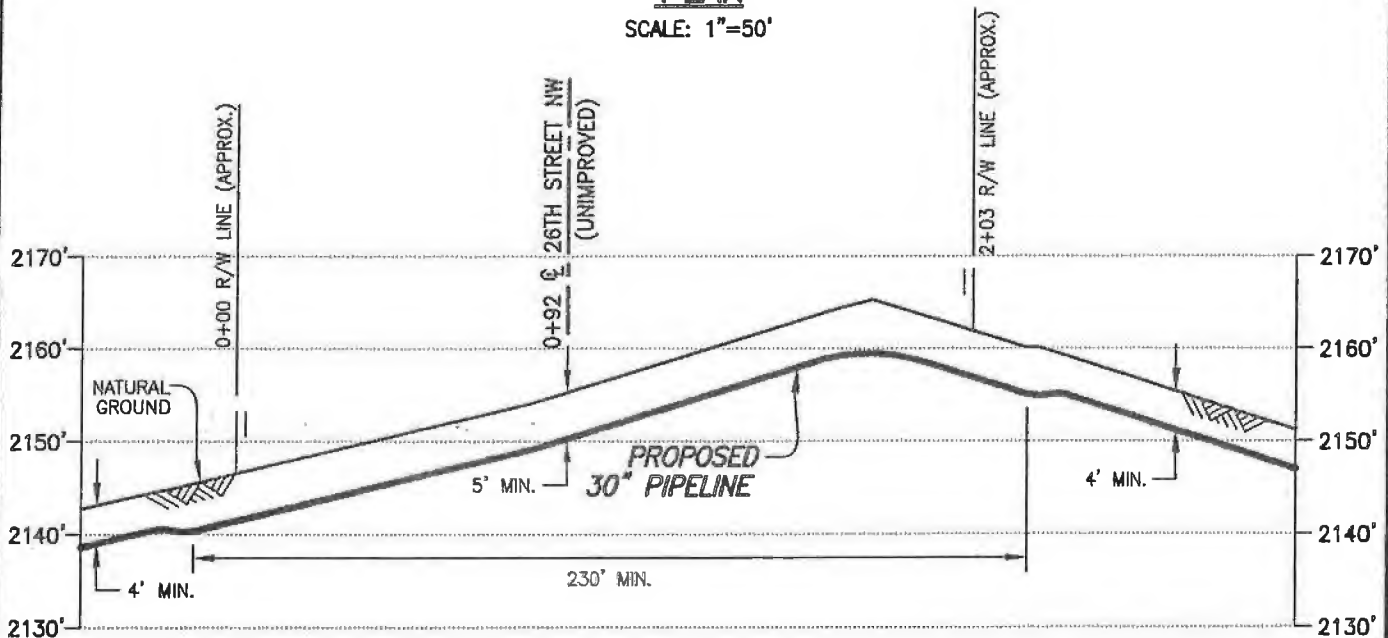 SCALE: 1"=50'
0+00 R/W LINE (APPROX.)
0+92 ℄ 26TH STREET NW
(UNIMPROVED)
2+03 R/W LINE (APPROX.)
2170'
2170'
2160'
2160'
NATURAL
GROUND
2150'
2150'
PROPOSED
30" PIPELINE
5' MIN.
4' MIN.
2140'
2140'
230' MIN.
4' MIN.
2130'
2130'